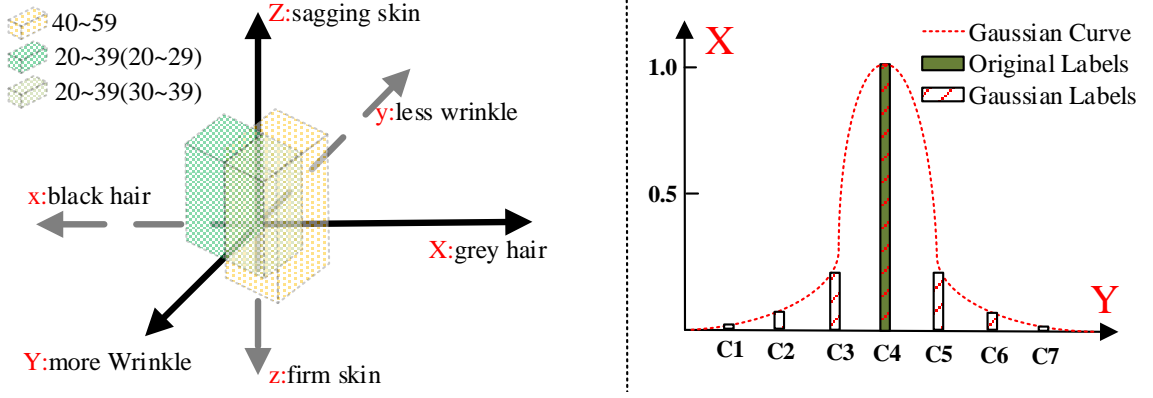 40~59
20~39(20~29)
20~39(30~39)
Z:sagging skin
y:less wrinkle
x:black hair
X:grey hair
Y:more Wrinkle
z:firm skin
X
Gaussian Curve
Original Labels
Gaussian Labels
1.0
0.5
Y
C1 C2 C3 C4 C5 C6 C7